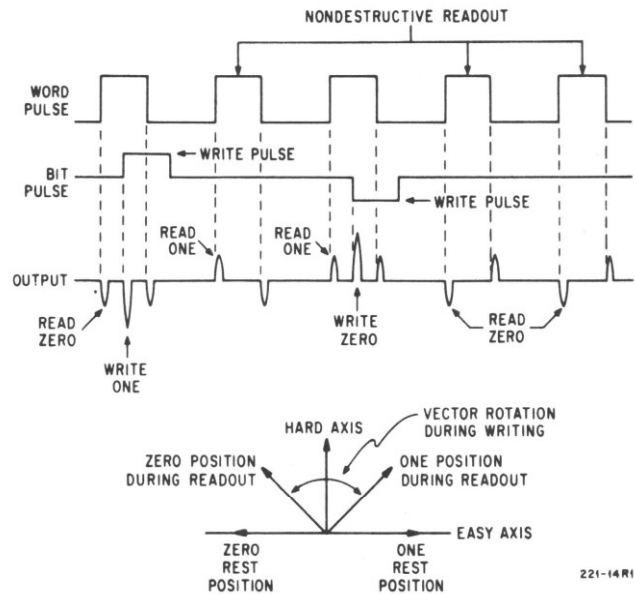 NONDESTRUCTIVE READOUT
WORD
PULSE
WRITE PULSE
BIT
PULSE
WRITE PULSE
READ
ONE
READ
ONE
OUTPUT
READ
ZERO
WRITE
ONE
WRITE
ZERO
READ
ZERO
VECTOR ROTATION
DURING WRITING
HARD AXIS
ZERO POSITION
DURING READOUT
ONE POSITION
DURING READOUT
EASY AXIS
ZERO
REST
POSITION
ONE
REST
POSITION
221-14R1